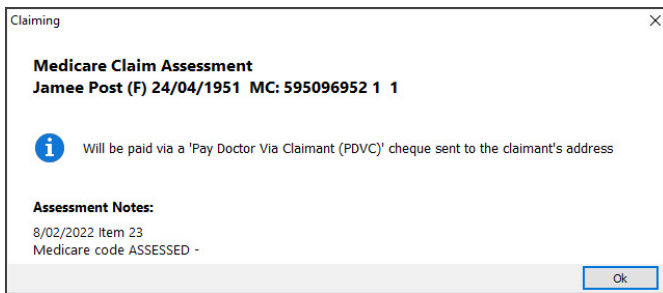 Claiming
Medicare Claim Assessment
Jamee Post (F) 24/04/1951 MC: 595096952 1 1
Will be paid via a 'Pay Doctor Via Claimant (PDVC)' cheque sent to the claimant's address
Assessment Notes:
8/02/2022 Item 23
Medicare code ASSESSED -
Ok